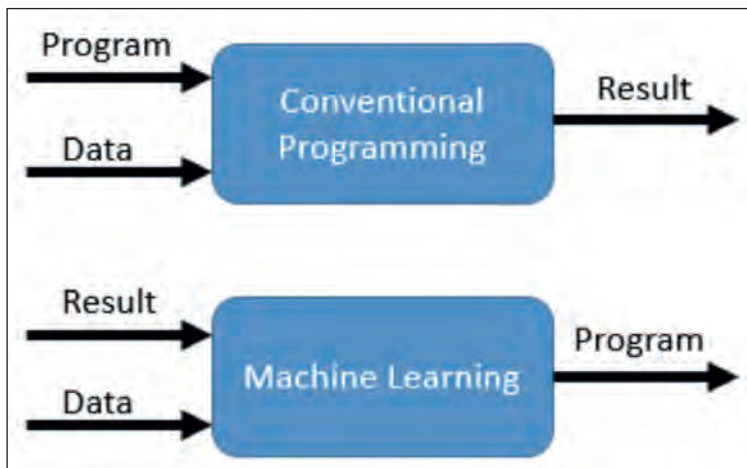 Program
Data
Conventional
Programming
Result
Result
Data
Machine Learning
Program